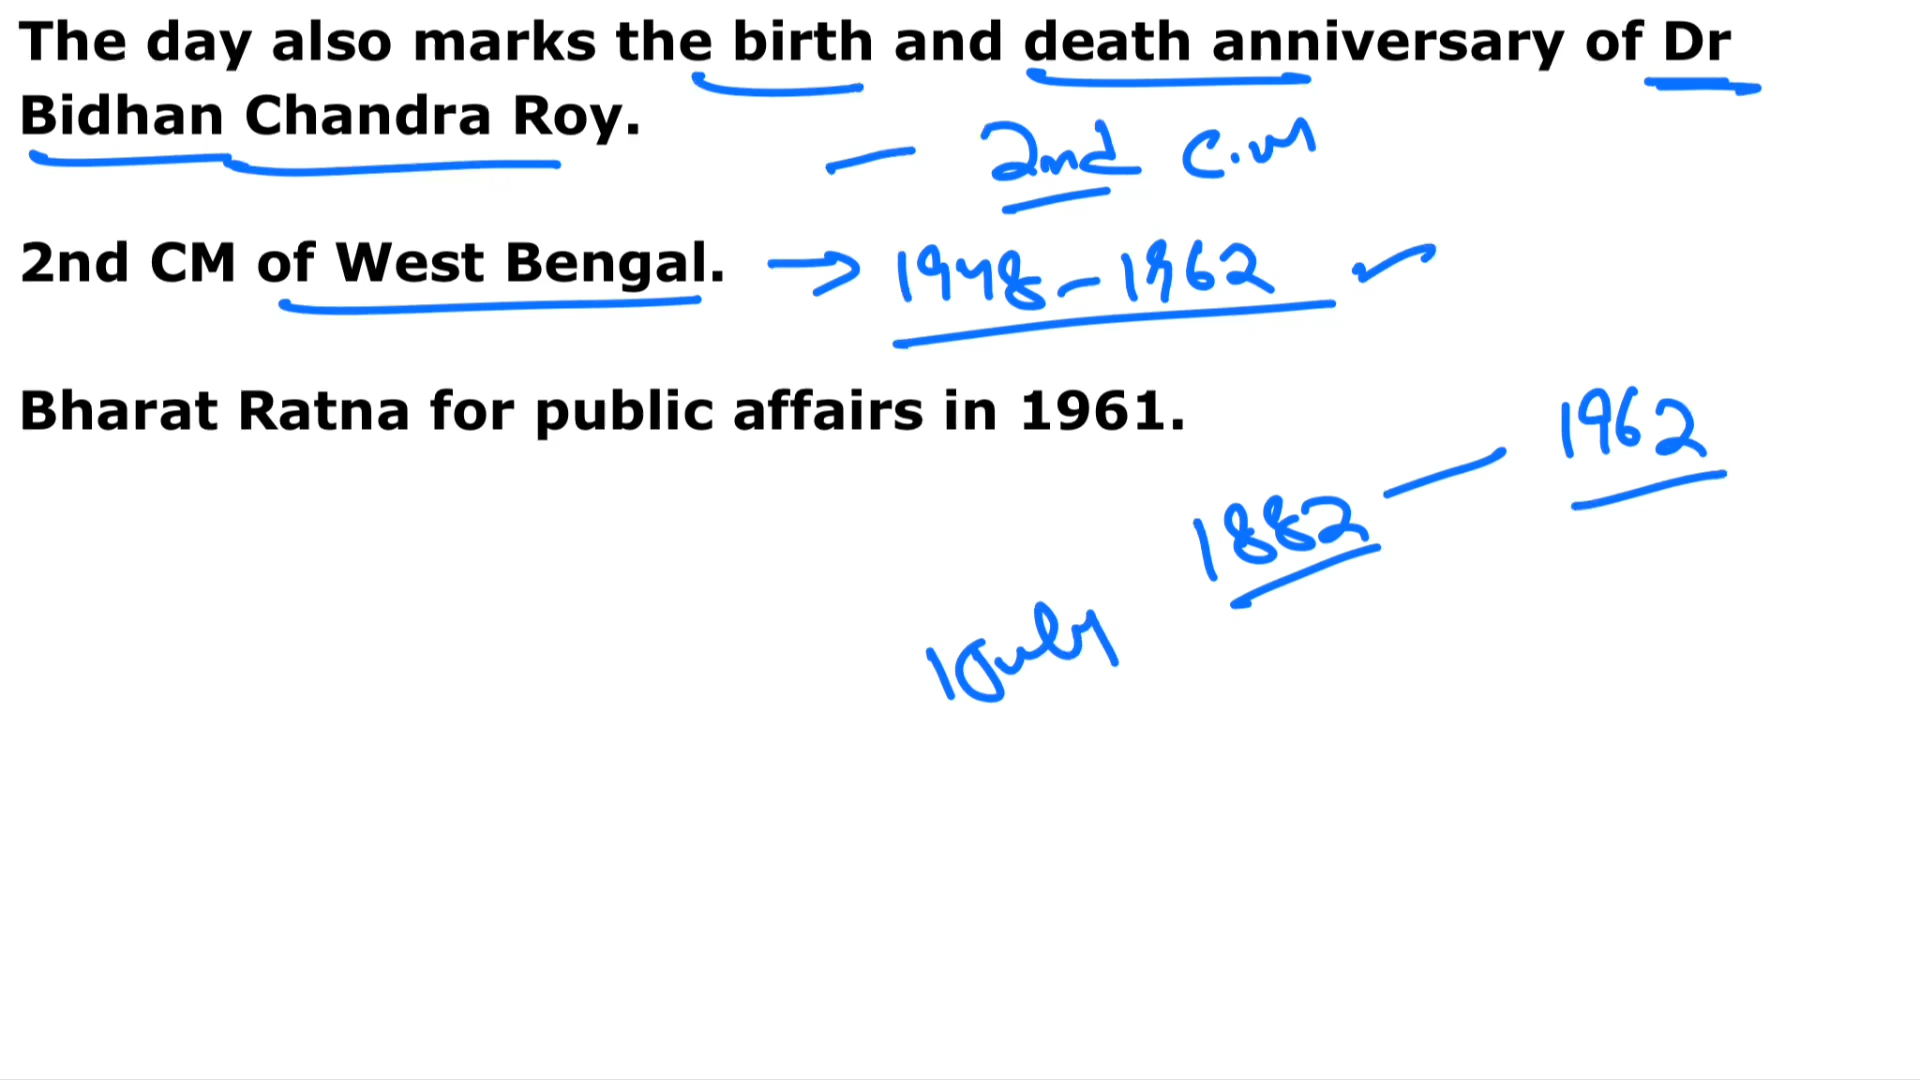 The day also marks the birth and death anniversary of Dr
Bidhan Chandra Roy.
— 2nd C.M
2nd CM of West Bengal. → 1948-1962
Bharat Ratna for public affairs in 1961.
1 July 1882 — 1962